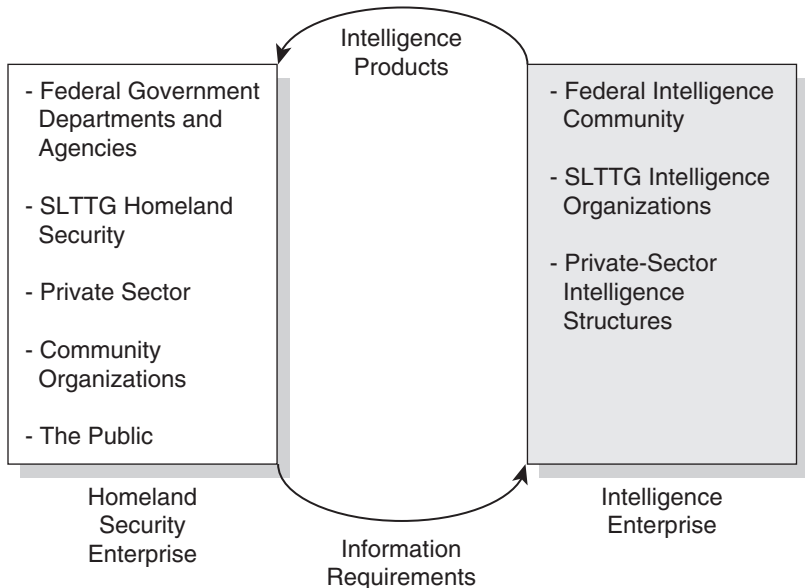 Intelligence
Products
- Federal Government
Departments and
Agencies
- SLTTG Homeland
Security
- Private Sector
- Community
Organizations
- The Public
Homeland
Security
Enterprise
- Federal Intelligence
Community
- SLTTG Intelligence
Organizations
- Private-Sector
Intelligence
Structures
Intelligence
Enterprise
Information
Requirements